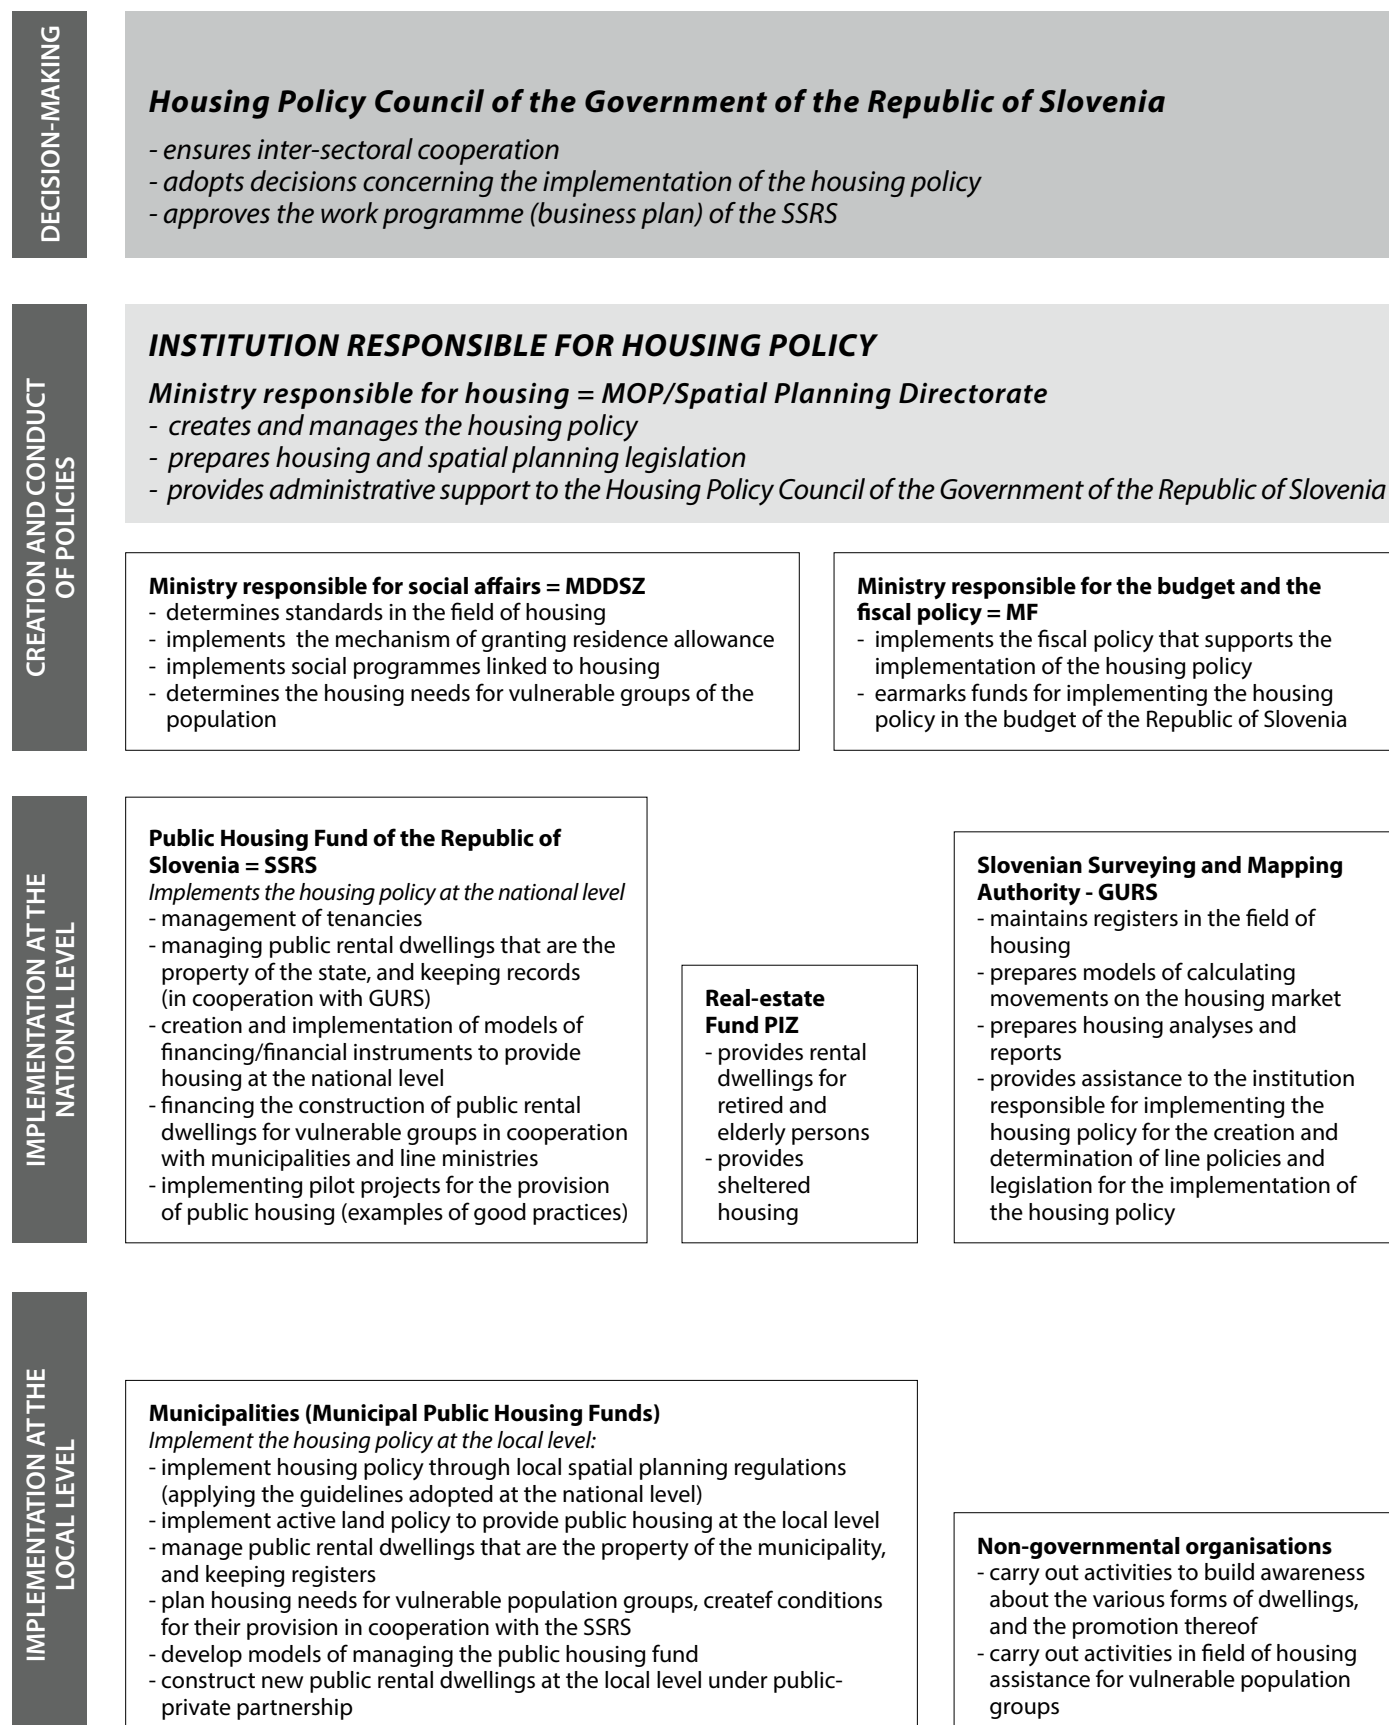 DECISION-MAKING
Housing Policy Council of the Government of the Republic of Slovenia
- ensures inter-sectoral cooperation
- adopts decisions concerning the implementation of the housing policy
- approves the work programme (business plan) of the SSRS
CREATION AND CONDUCT
OF POLICIES
INSTITUTION RESPONSIBLE FOR HOUSING POLICY
Ministry responsible for housing = MOP/Spatial Planning Directorate
- creates and manages the housing policy
- prepares housing and spatial planning legislation
- provides administrative support to the Housing Policy Council of the Government of the Republic of Slovenia
Ministry responsible for social affairs = MDDSZ
- determines standards in the field of housing
- implements the mechanism of granting residence allowance
- implements social programmes linked to housing
- determines the housing needs for vulnerable groups of the
population
Ministry responsible for the budget and the
fiscal policy = MF
- implements the fiscal policy that supports the
implementation of the housing policy
- earmarks funds for implementing the housing
policy in the budget of the Republic of Slovenia
IMPLEMENTATION AT THE
NATIONAL LEVEL
Public Housing Fund of the Republic of
Slovenia = SSRS
Implements the housing policy at the national level
- management of tenancies
- managing public rental dwellings that are the
property of the state, and keeping records
(in cooperation with GURS)
- creation and implementation of models of
financing/financial instruments to provide
housing at the national level
- financing the construction of public rental
dwellings for vulnerable groups in cooperation
with municipalities and line ministries
- implementing pilot projects for the provision
of public housing (examples of good practices)
Real-estate
Fund PIZ
- provides rental
dwellings for
retired and
elderly persons
- provides
sheltered
housing
Slovenian Surveying and Mapping
Authority - GURS
- maintains registers in the field of
housing
- prepares models of calculating
movements on the housing market
- prepares housing analyses and
reports
- provides assistance to the institution
responsible for implementing the
housing policy for the creation and
determination of line policies and
legislation for the implementation of
the housing policy
IMPLEMENTATION AT THE
LOCAL LEVEL
Municipalities (Municipal Public Housing Funds)
Implement the housing policy at the local level:
- implement housing policy through local spatial planning regulations
(applying the guidelines adopted at the national level)
- implement active land policy to provide public housing at the local level
- manage public rental dwellings that are the property of the municipality,
and keeping registers
- plan housing needs for vulnerable population groups, createf conditions
for their provision in cooperation with the SSRS
- develop models of managing the public housing fund
- construct new public rental dwellings at the local level under public-
private partnership
Non-governmental organisations
- carry out activities to build awareness
about the various forms of dwellings,
and the promotion thereof
- carry out activities in field of housing
assistance for vulnerable population
groups